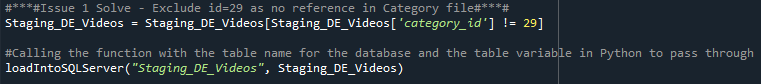 #***#Issue 1 Solve - Exclude id=29 as no reference in Category file#***#
Staging_DE_Videos = Staging_DE_Videos[Staging_DE_Videos['category_id'] != 29]
#Calling the function with the table name for the database and the table variable in Python to pass through
loadIntoSQLServer("Staging_DE_Videos", Staging_DE_Videos)